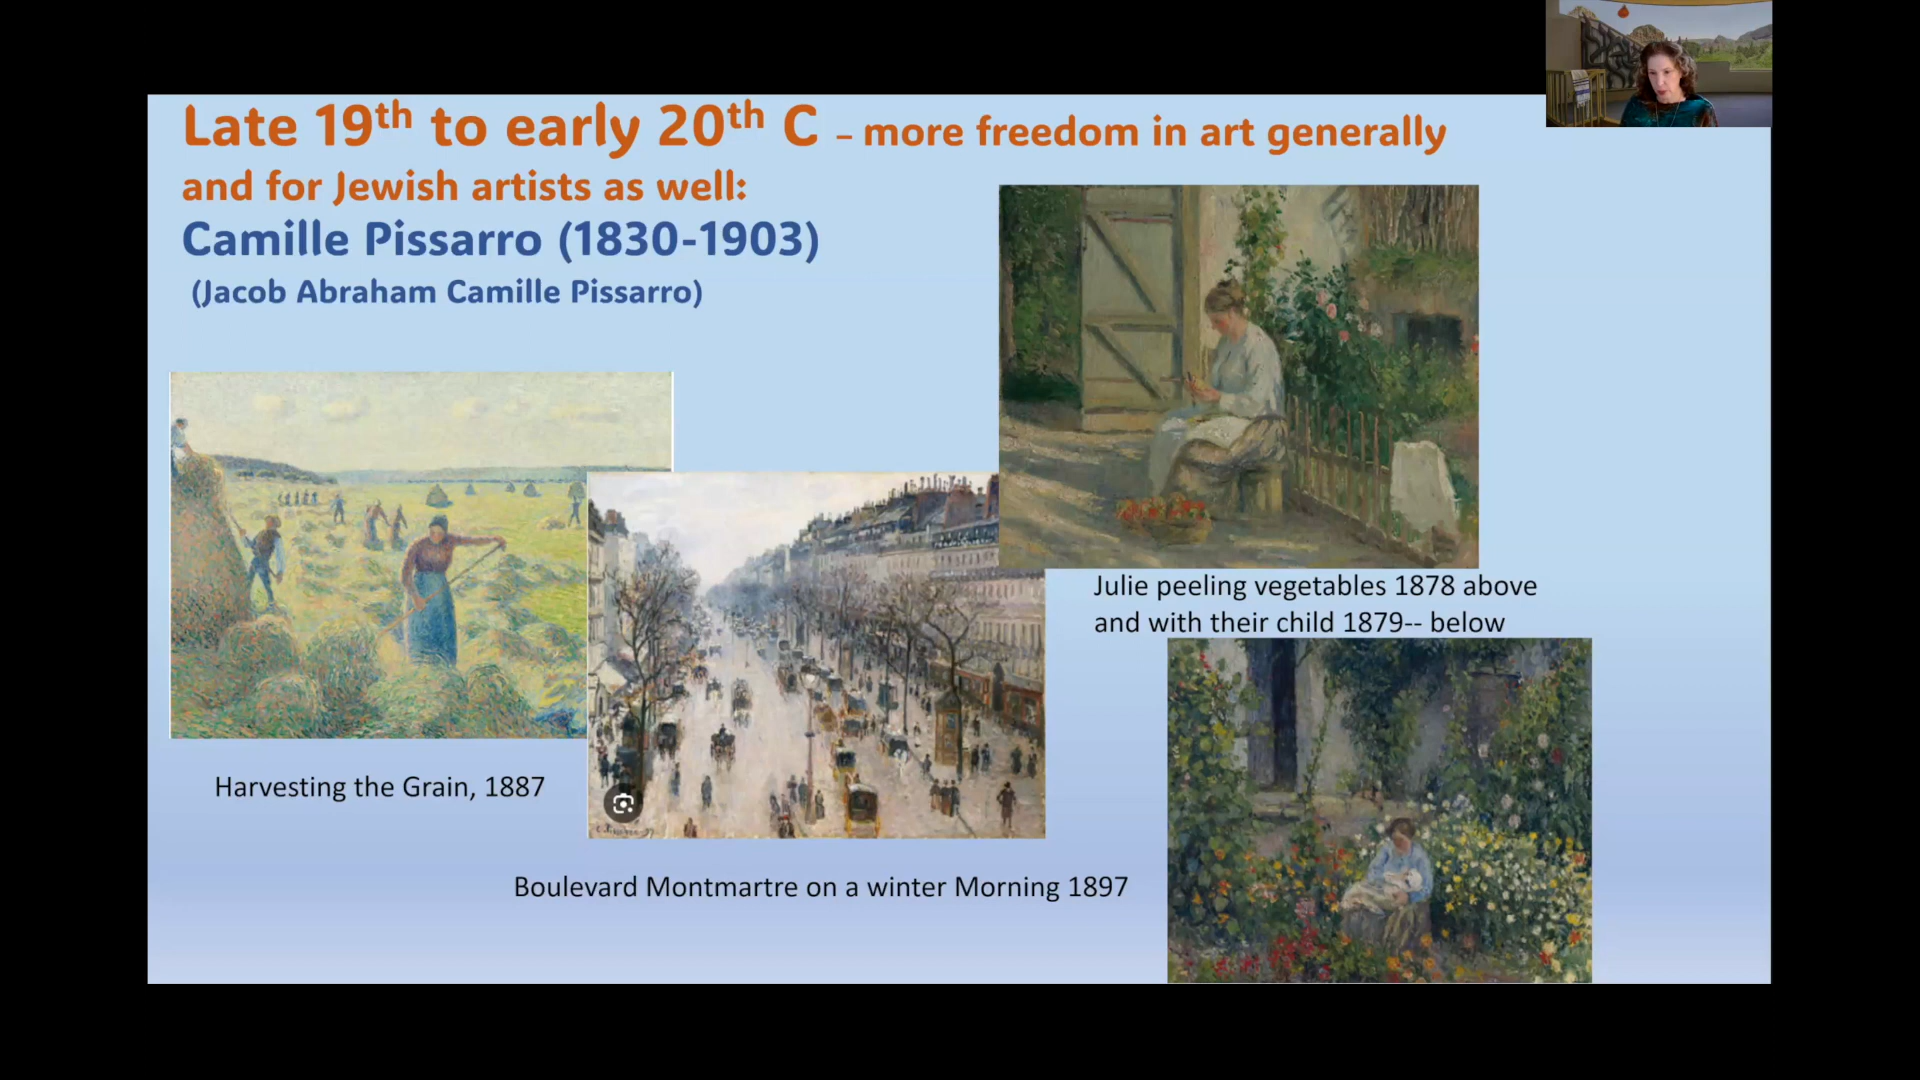 Late 19th to early 20th C – more freedom in art generally
and for Jewish artists as well:
Camille Pissarro (1830-1903)
(Jacob Abraham Camille Pissarro)
Julie peeling vegetables 1878 above
and with their child 1879-- below
Harvesting the Grain, 1887
Boulevard Montmartre on a winter Morning 1897